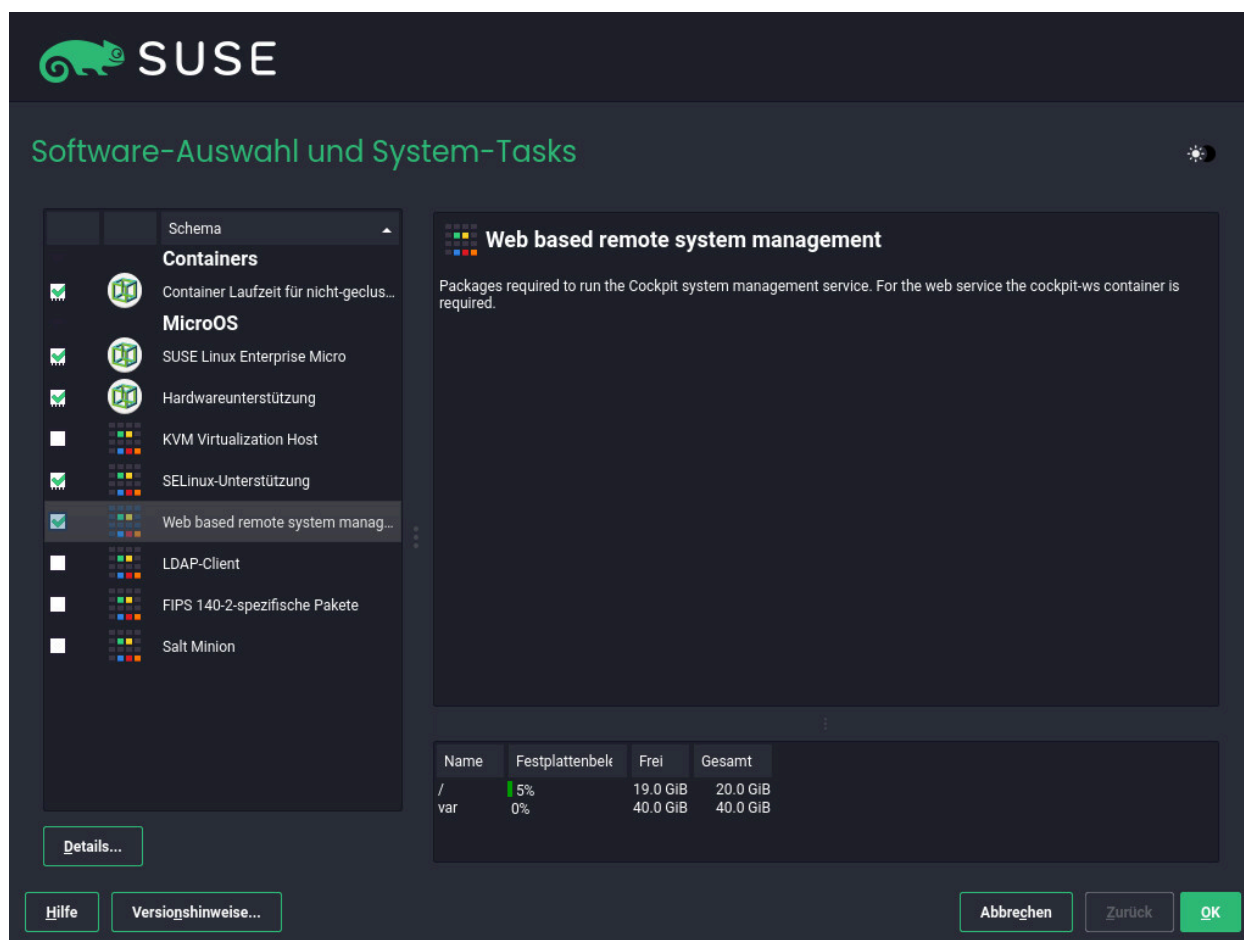 SUSE
Software-Auswahl und System-Tasks
Schema
Containers
Container Laufzeit für nicht-geclus...
MicroOS
SUSE Linux Enterprise Micro
Hardwareunterstützung
KVM Virtualization Host
SELinux-Unterstützung
Web based remote system manag...
LDAP-Client
FIPS 140-2-spezifische Pakete
Salt Minion
Details...
Web based remote system management
Packages required to run the Cockpit system management service. For the web service the cockpit-ws container is
required.
Name Festplattenbele Frei Gesamt
/ 5% 19.0 GiB 20.0 GiB
var 0% 40.0 GiB 40.0 GiB
Hilfe Versionshinweise... Abbrechen Zurück OK